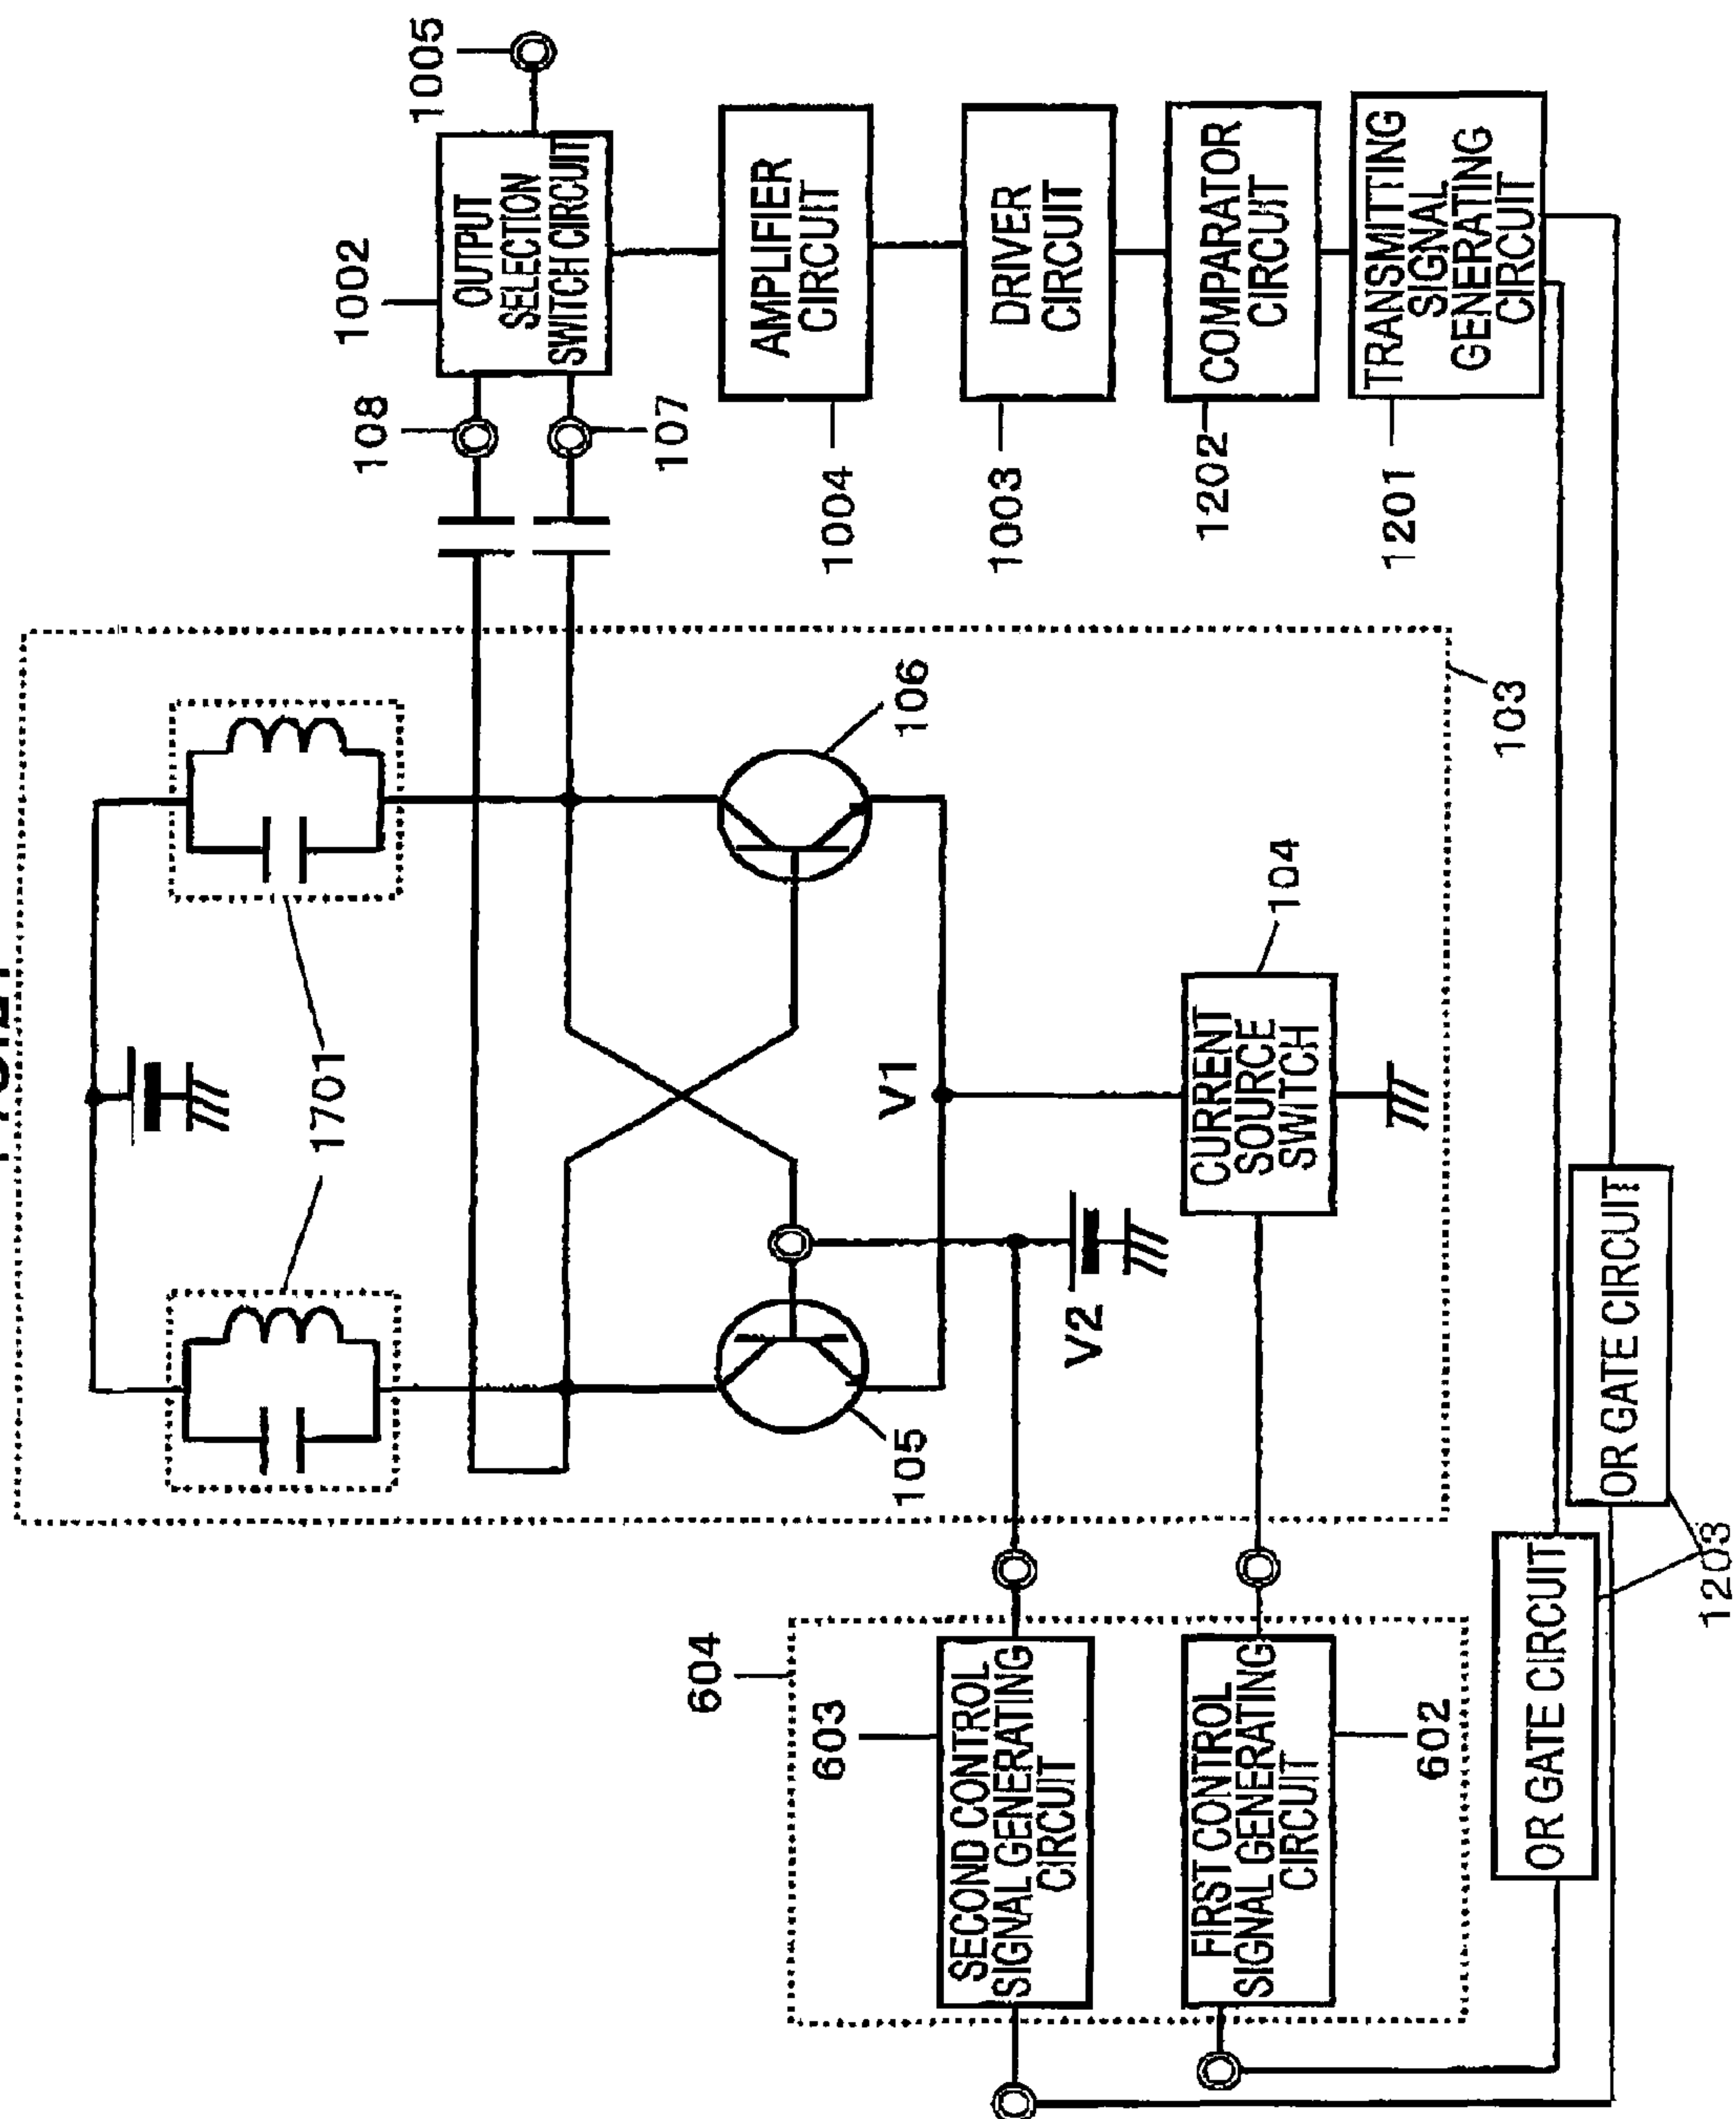 1701
604
603
SECOND CONTROL
SIGNAL GENERATING
CIRCUIT
FIRST CONTROL
SIGNAL GENERATING
CIRCUIT
602
105
106
V1
V2
CURRENT
SOURCE
SWITCH
104
103
108
107
1002
OUTPUT
SELECTION
SWITCH CIRCUIT
1005
AMPLIFIER
CIRCUIT
1004
DRIVER
CIRCUIT
1003
COMPARATOR
CIRCUIT
1202
TRANSMITTING
SIGNAL
GENERATING
CIRCUIT
1201
OR GATE CIRCUIT
OR GATE CIRCUIT
1203